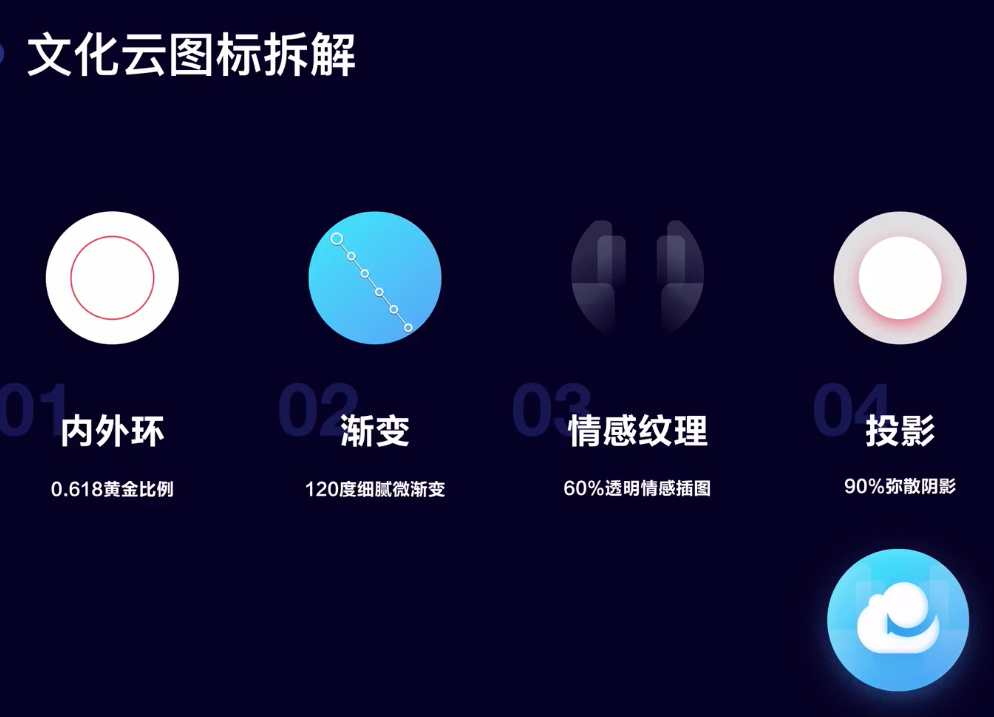 文化云图标拆解
01
内外环
0.618黄金比例
02
渐变
120度细腻微渐变
03
情感纹理
60%透明情感插图
04
投影
90%弥散阴影